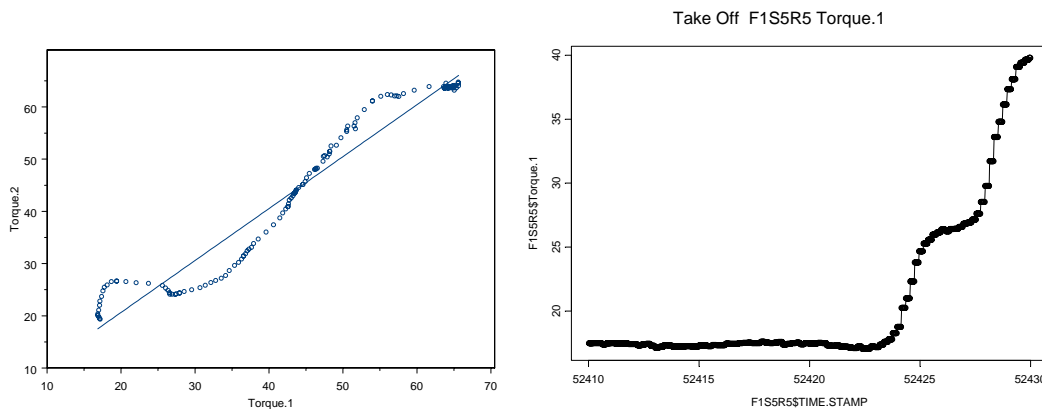 Torque.2
60
50
40
30
20
10
10 20 30 40 50 60 70
Torque.1
Take Off F1S5R5 Torque.1
F1S5R5$Torque.1
40
35
30
25
20
52410 52415 52420 52425 52430
F1S5R5$TIME.STAMP